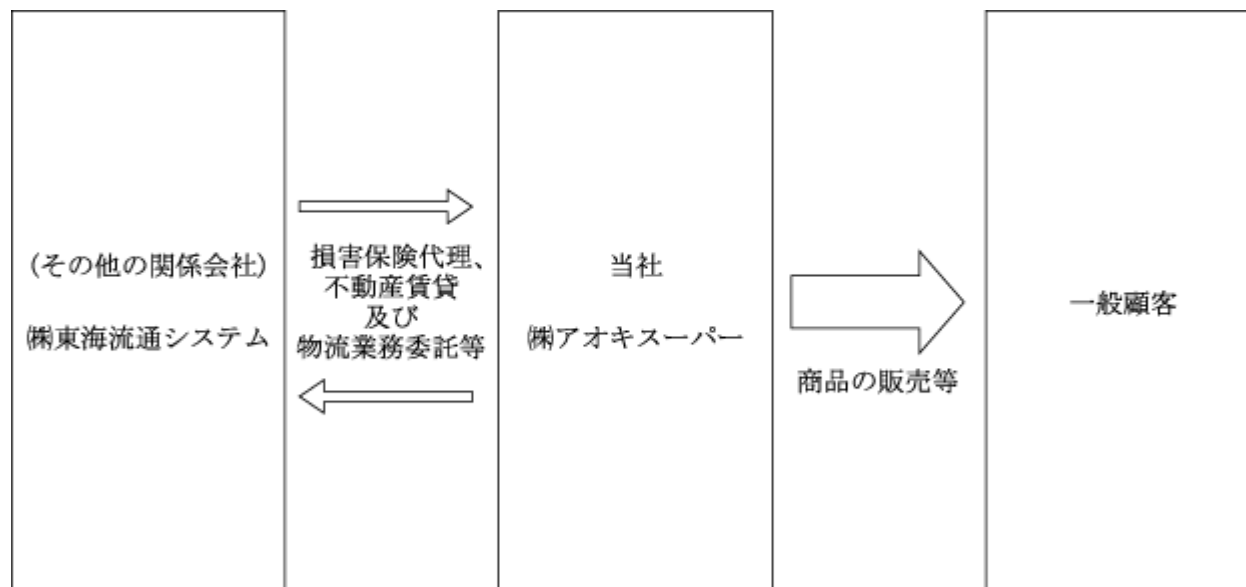 (その他の関係会社)
㈱東海流通システム
損害保険代理、
不動産賃貸
及び
物流業務委託等
当社
㈱アオキスーパー
商品の販売等
一般顧客